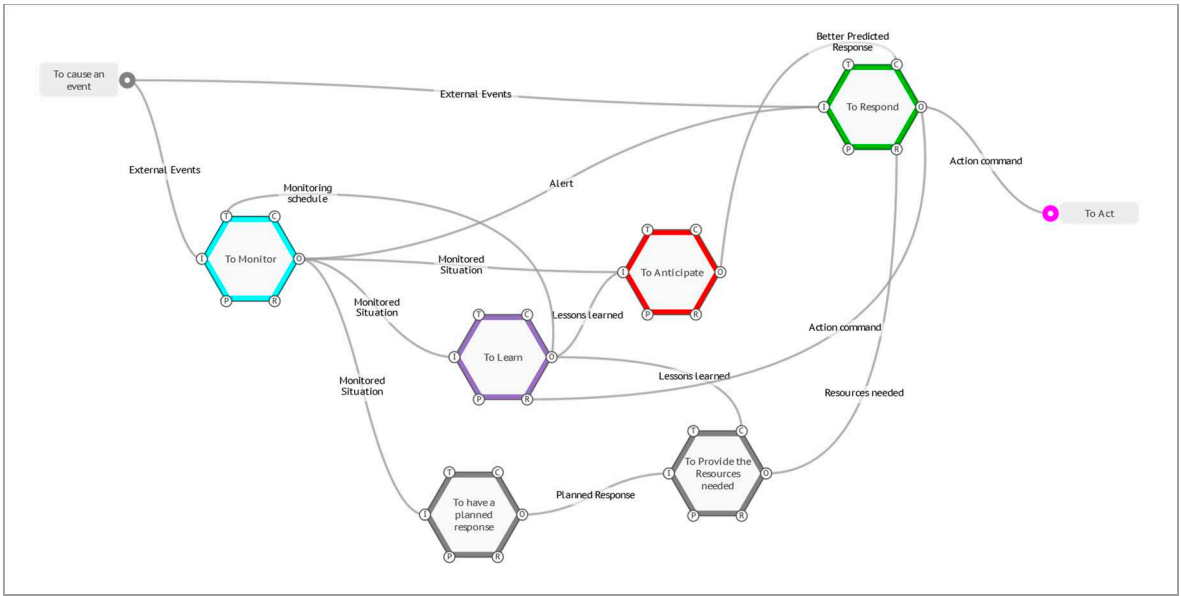 Better Predicted
Response
T
C
To cause an
event
External Events
I
To Respond
O
P
R
Action command
External Events
Alert
Monitoring
schedule
To Act
T
C
I
To Monitor
O
P
R
Monitored
Situation
T
C
I
To Anticipate
O
P
R
Monitored
Situation
Lessons learned
T
C
I
To Learn
O
P
R
Action command
Lessons learned
Monitored
Situation
Resources needed
T
C
I
To Provide the
Resources
needed
O
P
R
Planned Response
T
C
I
To have a
planned
response
O
P
R